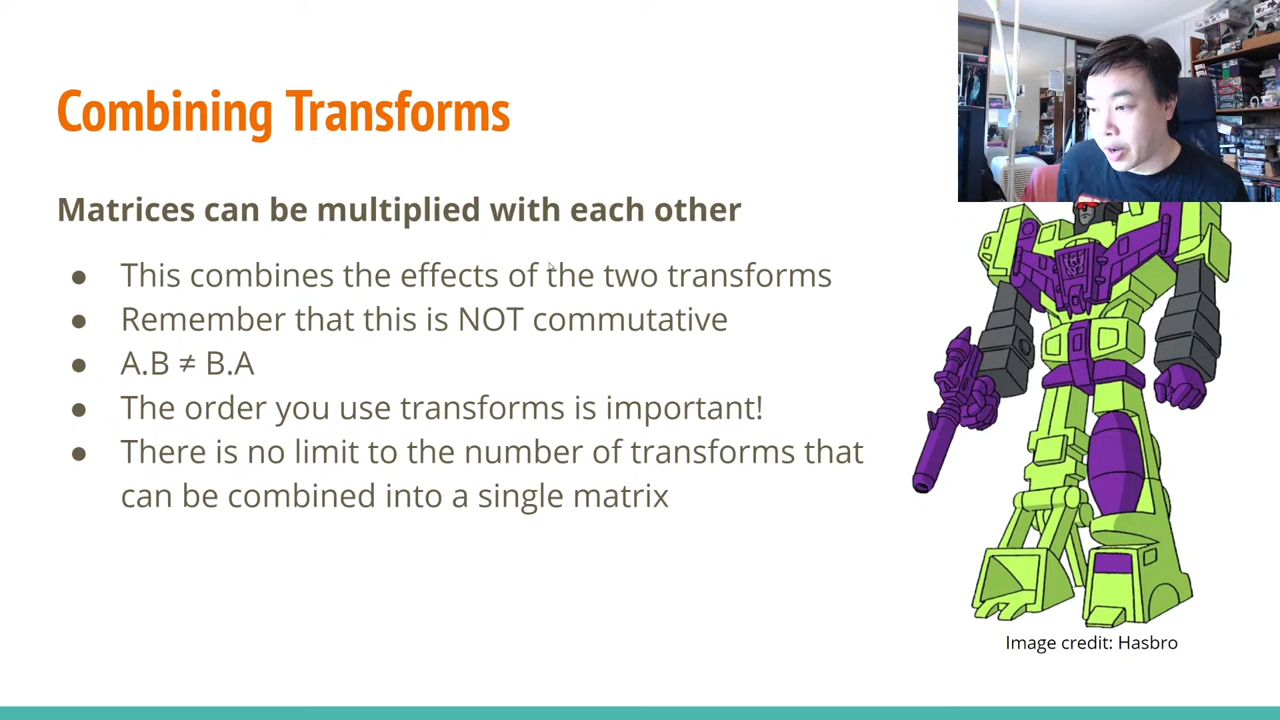 Combining Transforms
Matrices can be multiplied with each other
● This combines the effects of the two transforms
● Remember that this is NOT commutative
● A.B ≠ B.A
● The order you use transforms is important!
● There is no limit to the number of transforms that
can be combined into a single matrix
Image credit: Hasbro